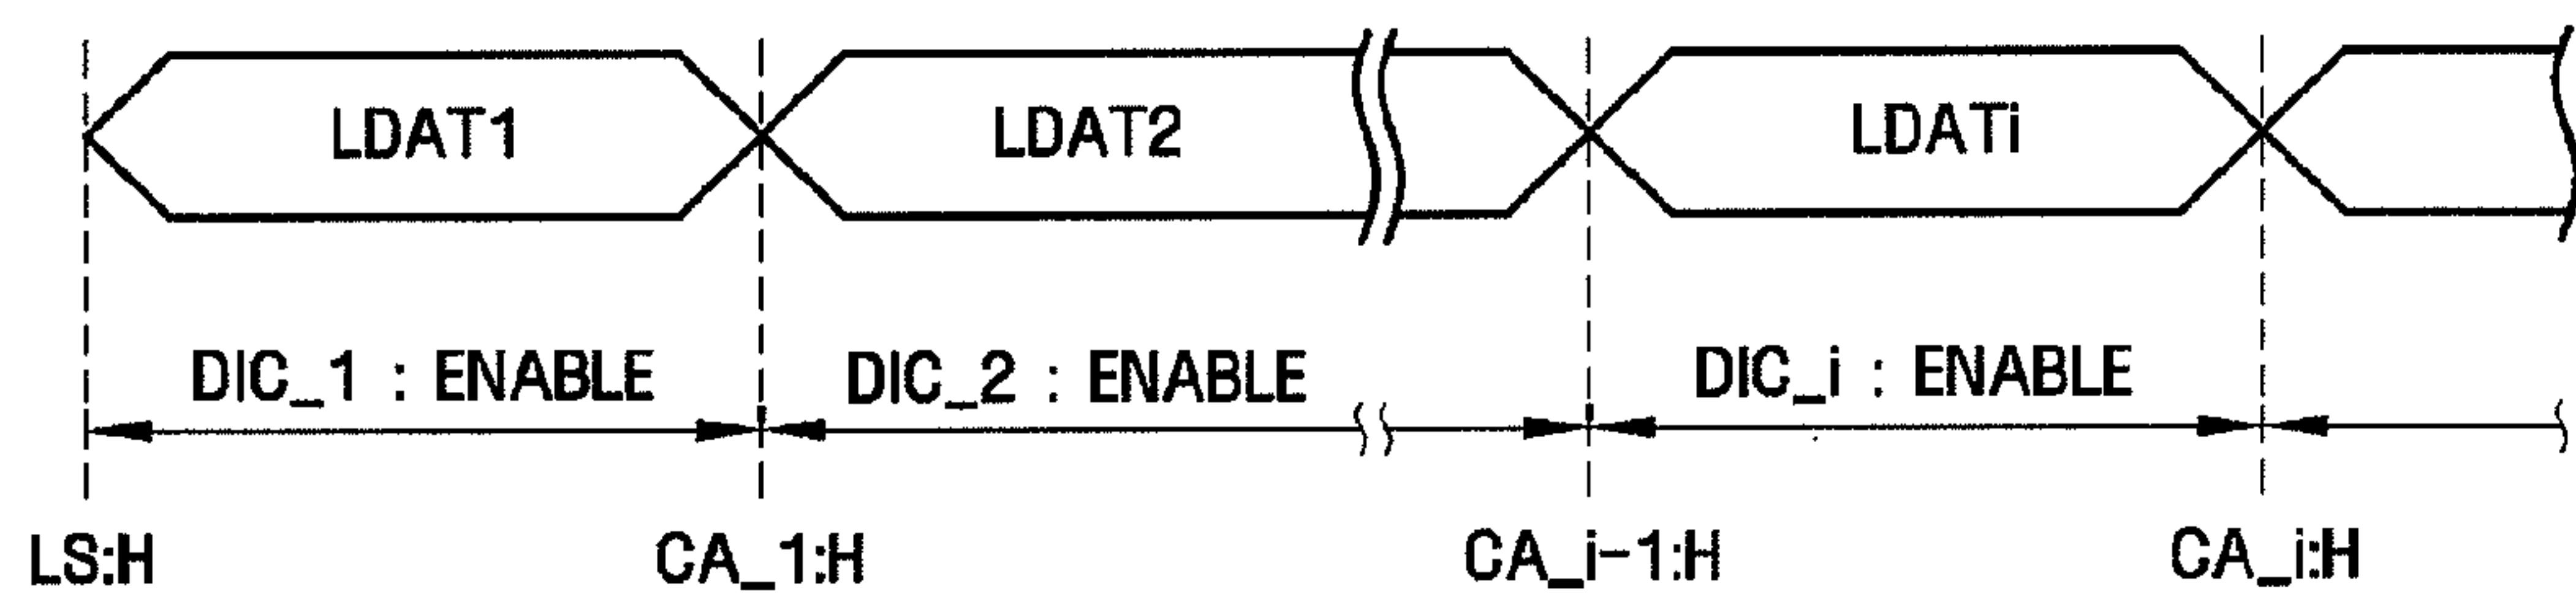 LDAT1 LDAT2 LDATi
DIC_1 : ENABLE DIC_2 : ENABLE DIC_i : ENABLE
LS:H CA_1:H CA_i-1:H CA_i:H